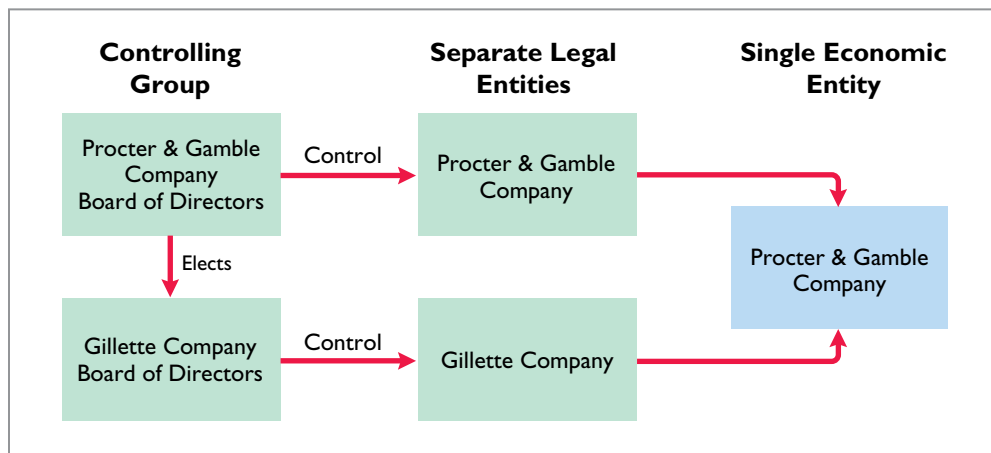 Controlling
Group
Separate Legal
Entities
Single Economic
Entity
Procter & Gamble
Company
Board of Directors
Control
Procter & Gamble
Company
Elects
Procter & Gamble
Company
Gillette Company
Board of Directors
Control
Gillette Company